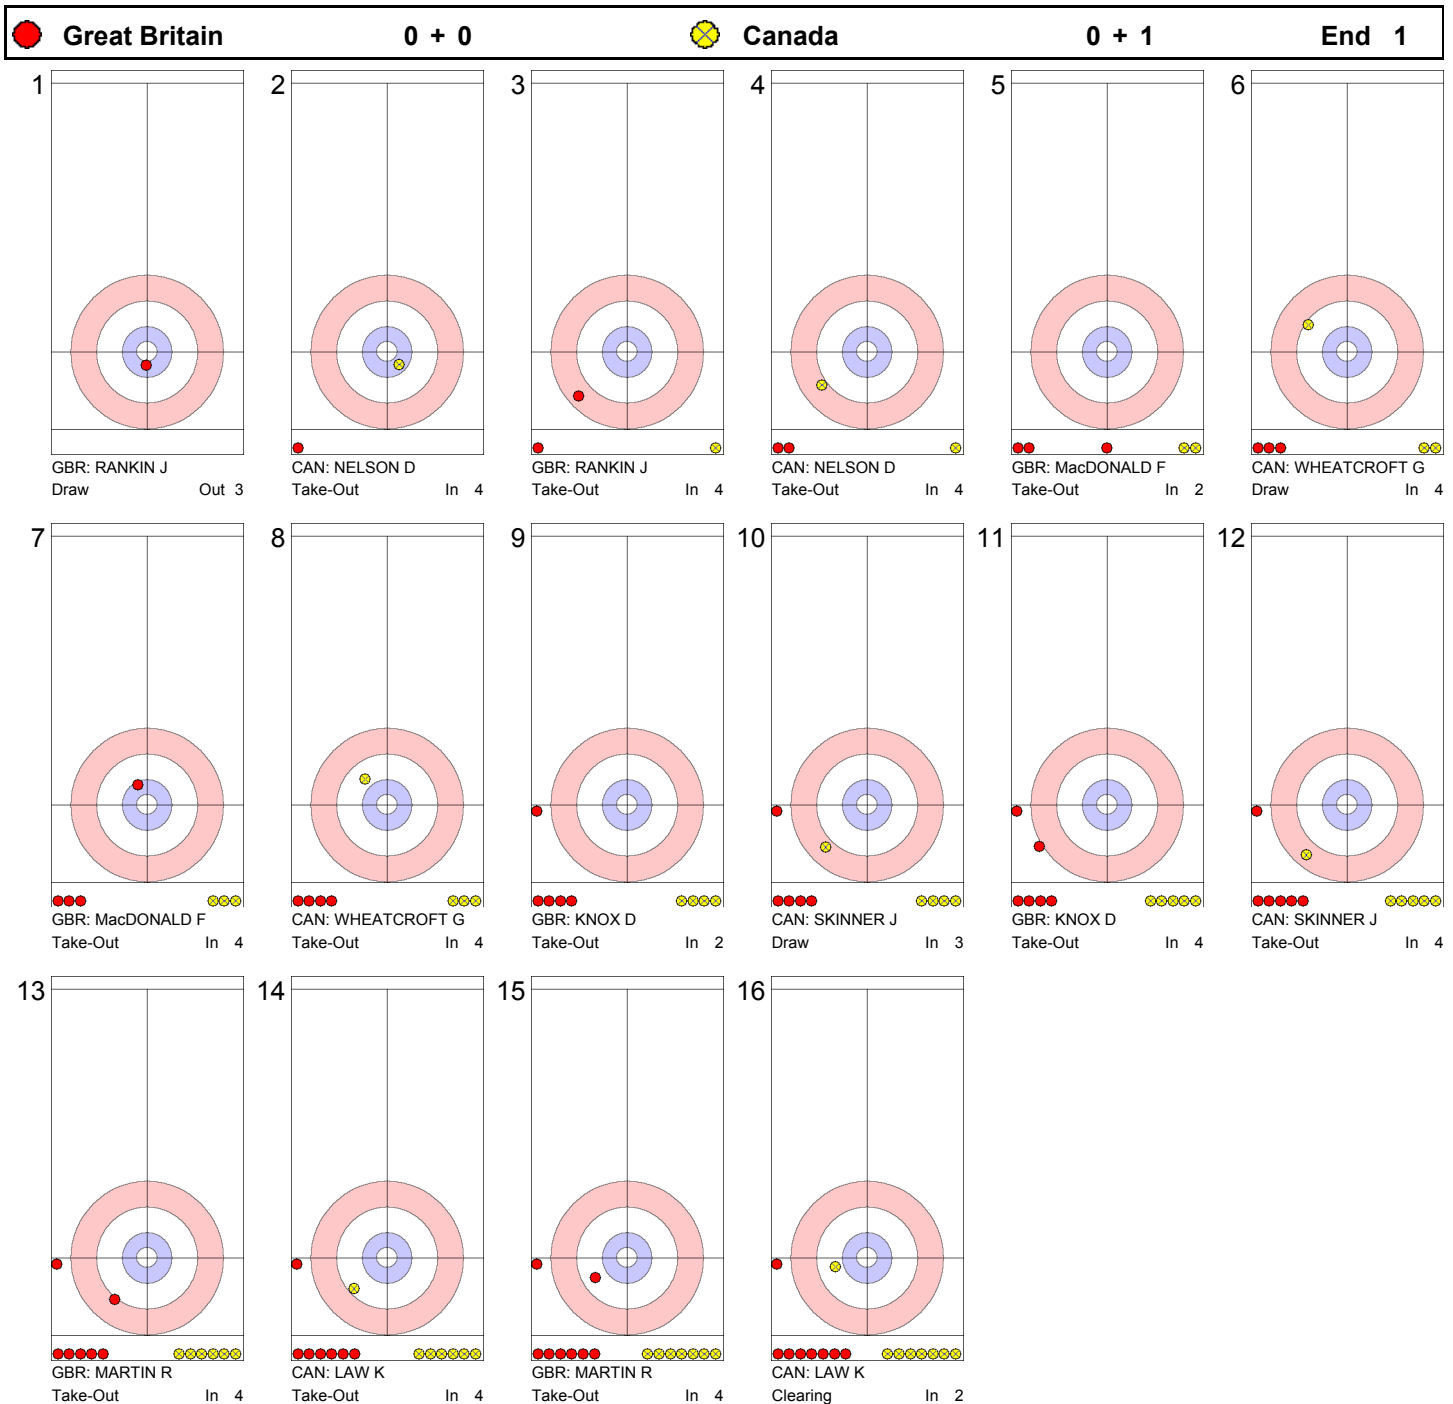 Great Britain 0 + 0 Canada 0 + 1 End 1
1 2 3 4 5 6
GBR: RANKIN J CAN: NELSON D GBR: RANKIN J CAN: NELSON D GBR: MacDONALD F CAN: WHEATCROFT G
Draw Out 3 Take-Out In 4 Take-Out In 4 Take-Out In 4 Take-Out In 2 Draw In 4
7 8 9 10 11 12
GBR: MacDONALD F CAN: WHEATCROFT G GBR: KNOX D CAN: SKINNER J GBR: KNOX D CAN: SKINNER J
Take-Out In 4 Take-Out In 4 Take-Out In 2 Draw In 3 Take-Out In 4 Take-Out In 4
13 14 15 16
GBR: MARTIN R CAN: LAW K GBR: MARTIN R CAN: LAW K
Take-Out In 4 Take-Out In 4 Take-Out In 4 Clearing In 2